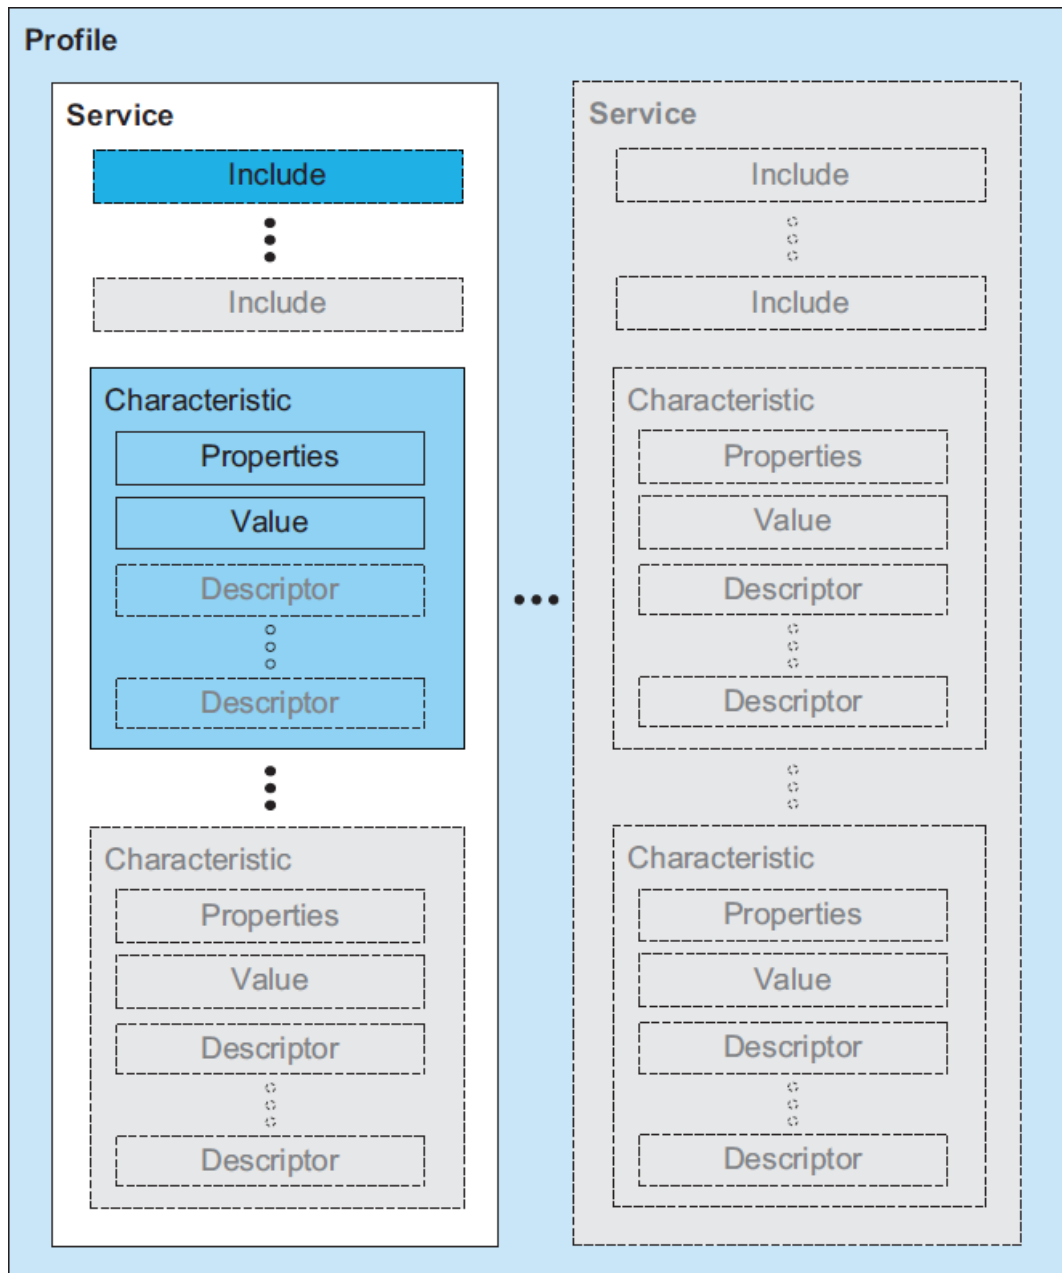 Profile
Service
Include
Include
Characteristic
Properties
Value
Descriptor
Descriptor
Characteristic
Properties
Value
Descriptor
Descriptor
Service
Include
Include
Characteristic
Properties
Value
Descriptor
Descriptor
Characteristic
Properties
Value
Descriptor
Descriptor